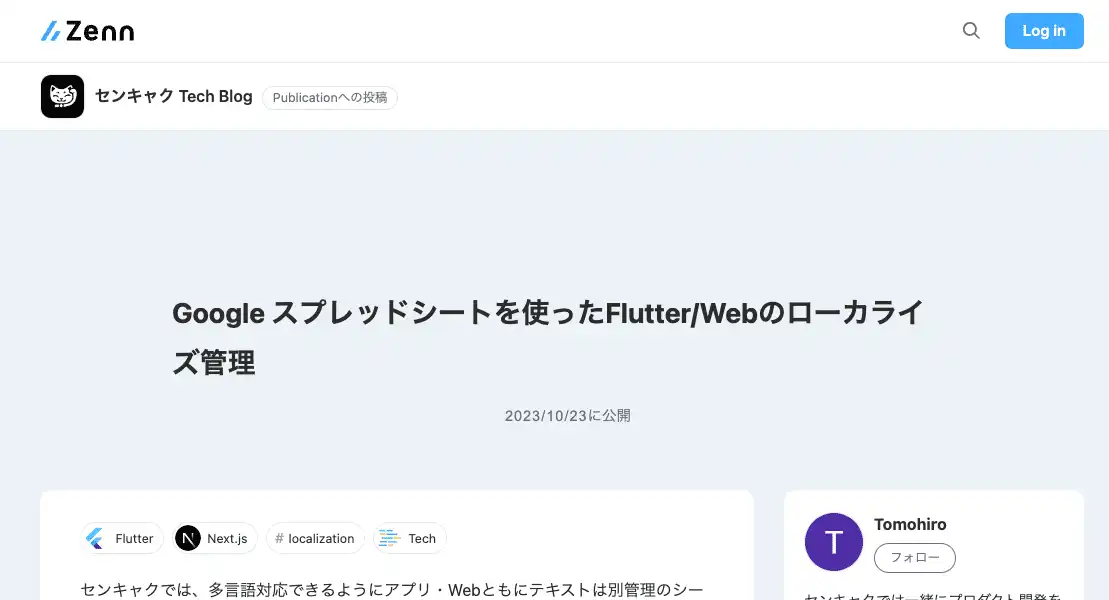 Zenn
Log in
センキャク Tech Blog
Publicationへの投稿
Google スプレッドシートを使ったFlutter/Webのローカライ
ズ管理
2023/10/23に公開
Flutter
Next.js
# localization
Tech
センキャクでは、多言語対応できるようにアプリ・Webともにテキストは別管理のシー
T
Tomohiro
フォロー
センキャクでは一緒にプロダクト開発を